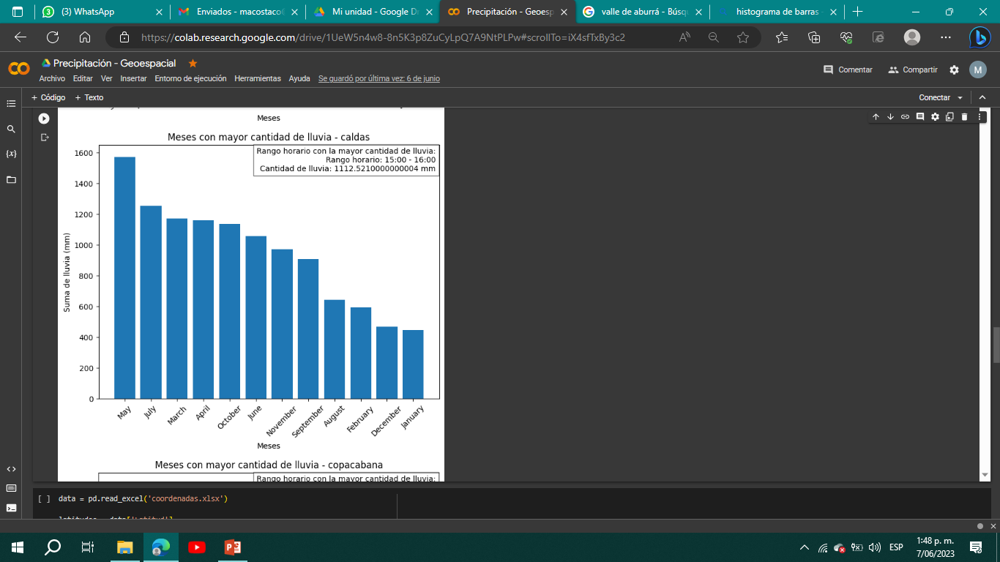 (3) WhatsApp
Enviados - macostaco
Mi unidad - Google Dr
Precipitación - Geoesp
valle de aburrá - Búsq
histograma de barras -
https://colab.research.google.com/drive/1UeW5n4w8-8n5K3p8ZuCyLpQ7A9NtPLPw#scrollTo=iX4sfTxBy3c2
Precipitación - Geoespacial
Archivo Editar Ver Insertar Entorno de ejecución Herramientas Ayuda Se guardó por última vez: 6 de junio
Comentar Compartir M
+ Código + Texto
Conectar
Meses
Meses con mayor cantidad de lluvia - caldas
Rango horario con la mayor cantidad de lluvia:
Rango horario: 15:00 - 16:00
Cantidad de lluvia: 1112.5210000000004 mm
Suma de lluvia (mm)
1600
1400
1200
1000
800
600
400
200
0
May July March April October June November September August February December January
Meses
Meses con mayor cantidad de lluvia - copacabana
Rango horario con la mayor cantidad de lluvia:
[ ] data = pd.read_excel('coordenadas.xlsx')
ESP
1:48 p. m.
7/06/2023